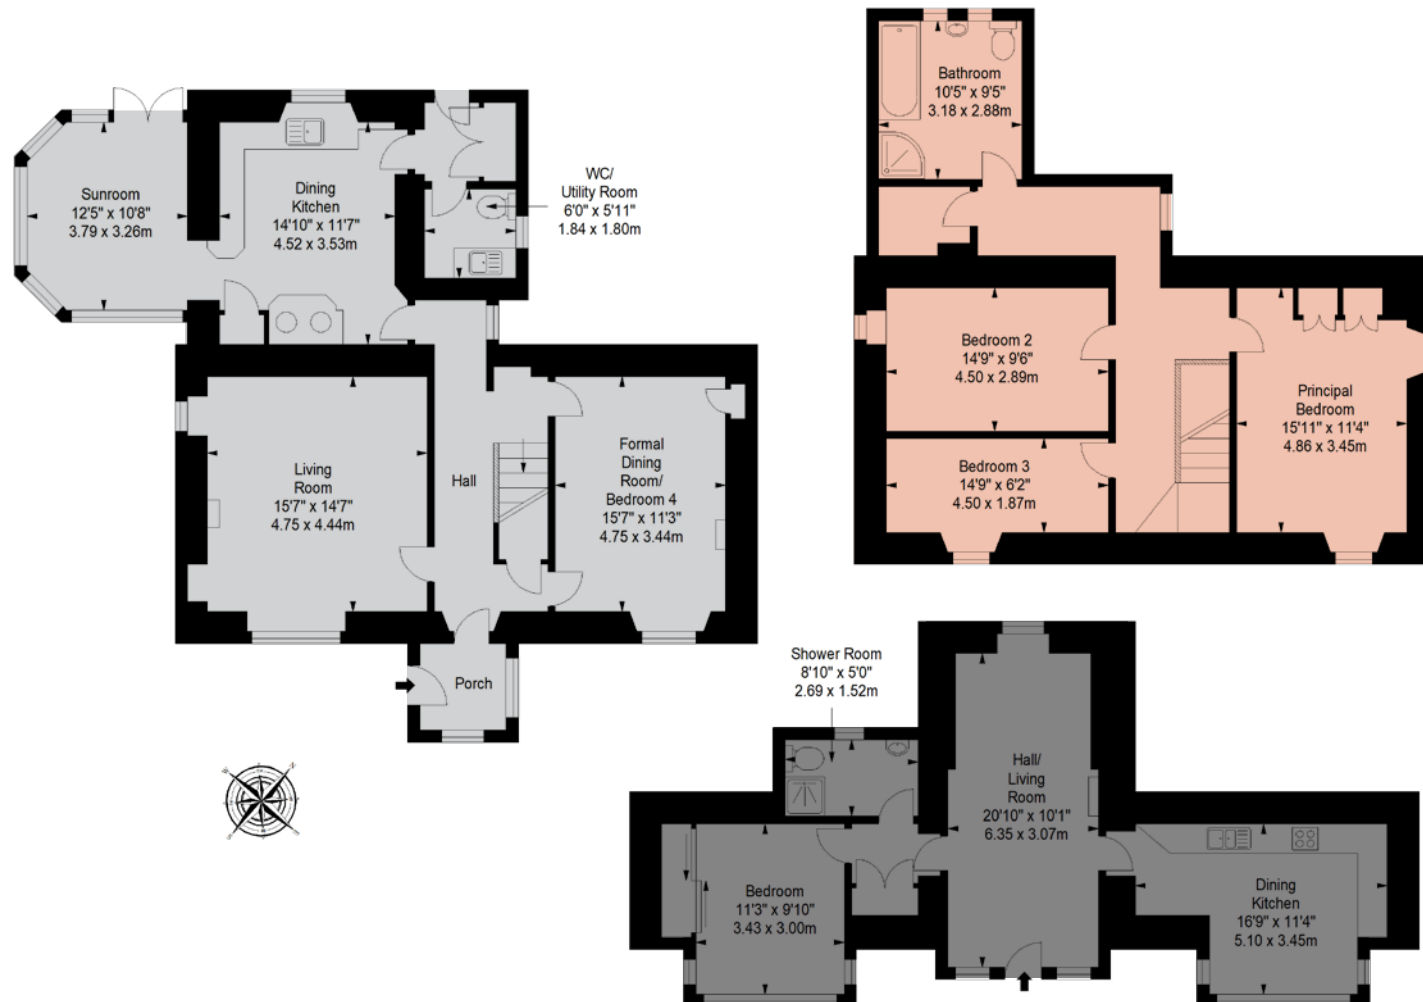 Sunroom
12'5" x 10'8"
3.79 x 3.26m
Dining
Kitchen
14'10" x 11'7"
4.52 x 3.53m
WC/
Utility Room
6'0" x 5'11"
1.84 x 1.80m
Living
Room
15'7" x 14'7"
4.75 x 4.44m
Hall
Formal
Dining
Room/
Bedroom 4
15'7" x 11'3"
4.75 x 3.44m
Porch
Bathroom
10'5" x 9'5"
3.18 x 2.88m
Bedroom 2
14'9" x 9'6"
4.50 x 2.89m
Bedroom 3
14'9" x 6'2"
4.50 x 1.87m
Principal
Bedroom
15'11" x 11'4"
4.86 x 3.45m
Shower Room
8'10" x 5'0"
2.69 x 1.52m
Hall/
Living
Room
20'10" x 10'1"
6.35 x 3.07m
Bedroom
11'3" x 9'10"
3.43 x 3.00m
Dining
Kitchen
16'9" x 11'4"
5.10 x 3.45m